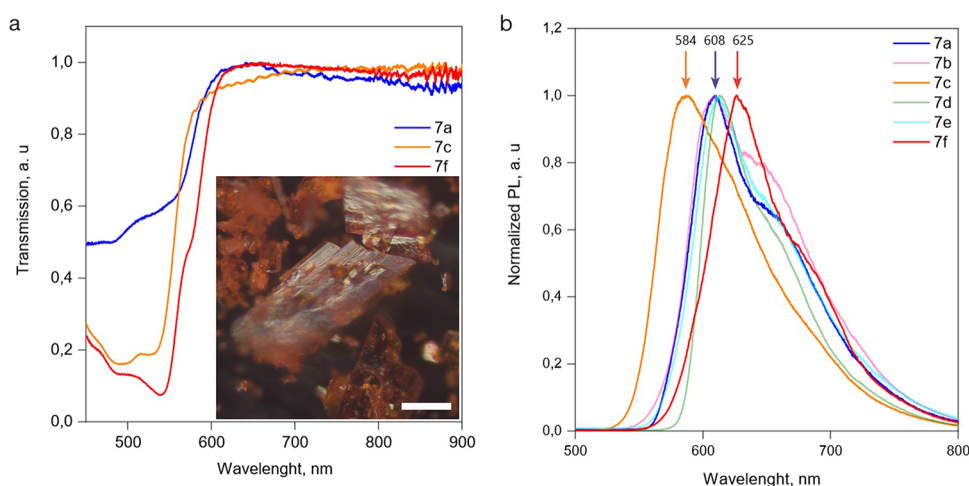 a
1,0
0,8
0,6
0,4
0,2
0,0
Transmission, a. u
500
600
700
800
900
Wavelenght, nm
7a
7c
7f
b
1,2
1,0
0,8
0,6
0,4
0,2
0,0
Normalized PL, a. u
500
600
700
800
Wavelenght, nm
584 608 625
7a
7b
7c
7d
7e
7f